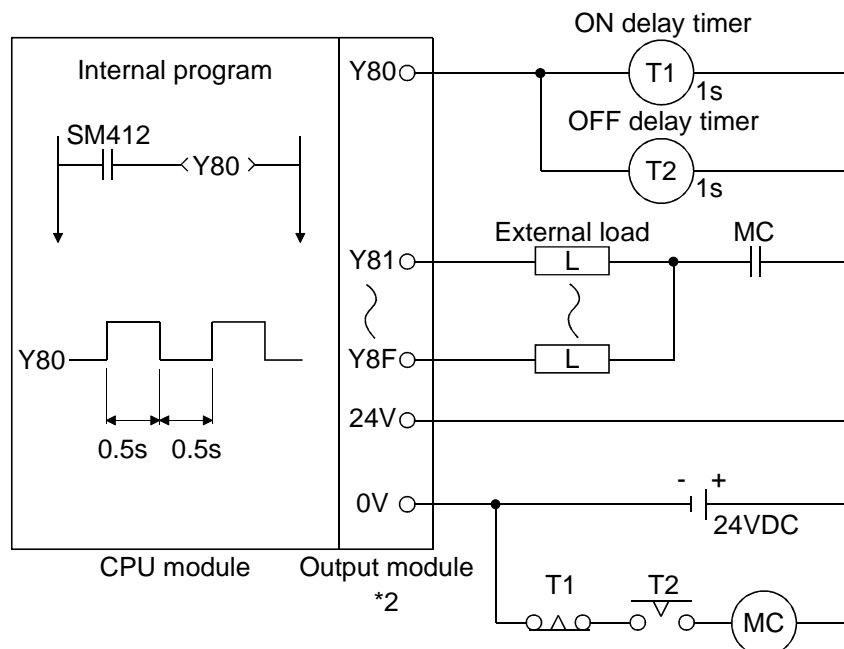 ON delay timer
Internal program
Y80
T1
1s
SM412
OFF delay timer
Y80
T2
1s
External load
MC
Y81
L
Y80
Y8F
L
24V
0.5s
0.5s
0V
- +
24VDC
CPU module
Output module
*2
T1
T2
MC